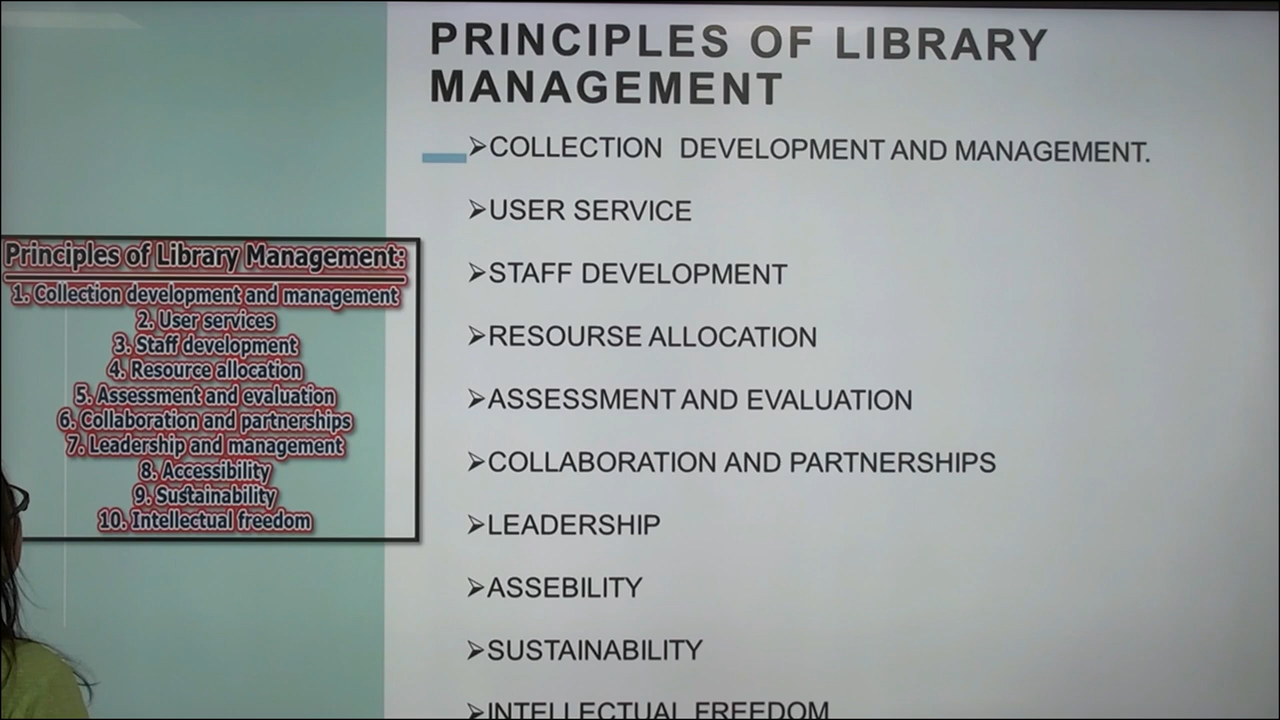 PRINCIPLES OF LIBRARY
MANAGEMENT
➢COLLECTION DEVELOPMENT AND MANAGEMENT.
➢USER SERVICE
➢STAFF DEVELOPMENT
➢RESOURSE ALLOCATION
➢ASSESSMENT AND EVALUATION
➢COLLABORATION AND PARTNERSHIPS
➢LEADERSHIP
➢ASSEBILITY
➢SUSTAINABILITY
➢INTELLECTUAL FREEDOM
Principles of Library Management:
1. Collection development and management
2. User services
3. Staff development
4. Resource allocation
5. Assessment and evaluation
6. Collaboration and partnerships
7. Leadership and management
8. Accessibility
9. Sustainability
10. Intellectual freedom